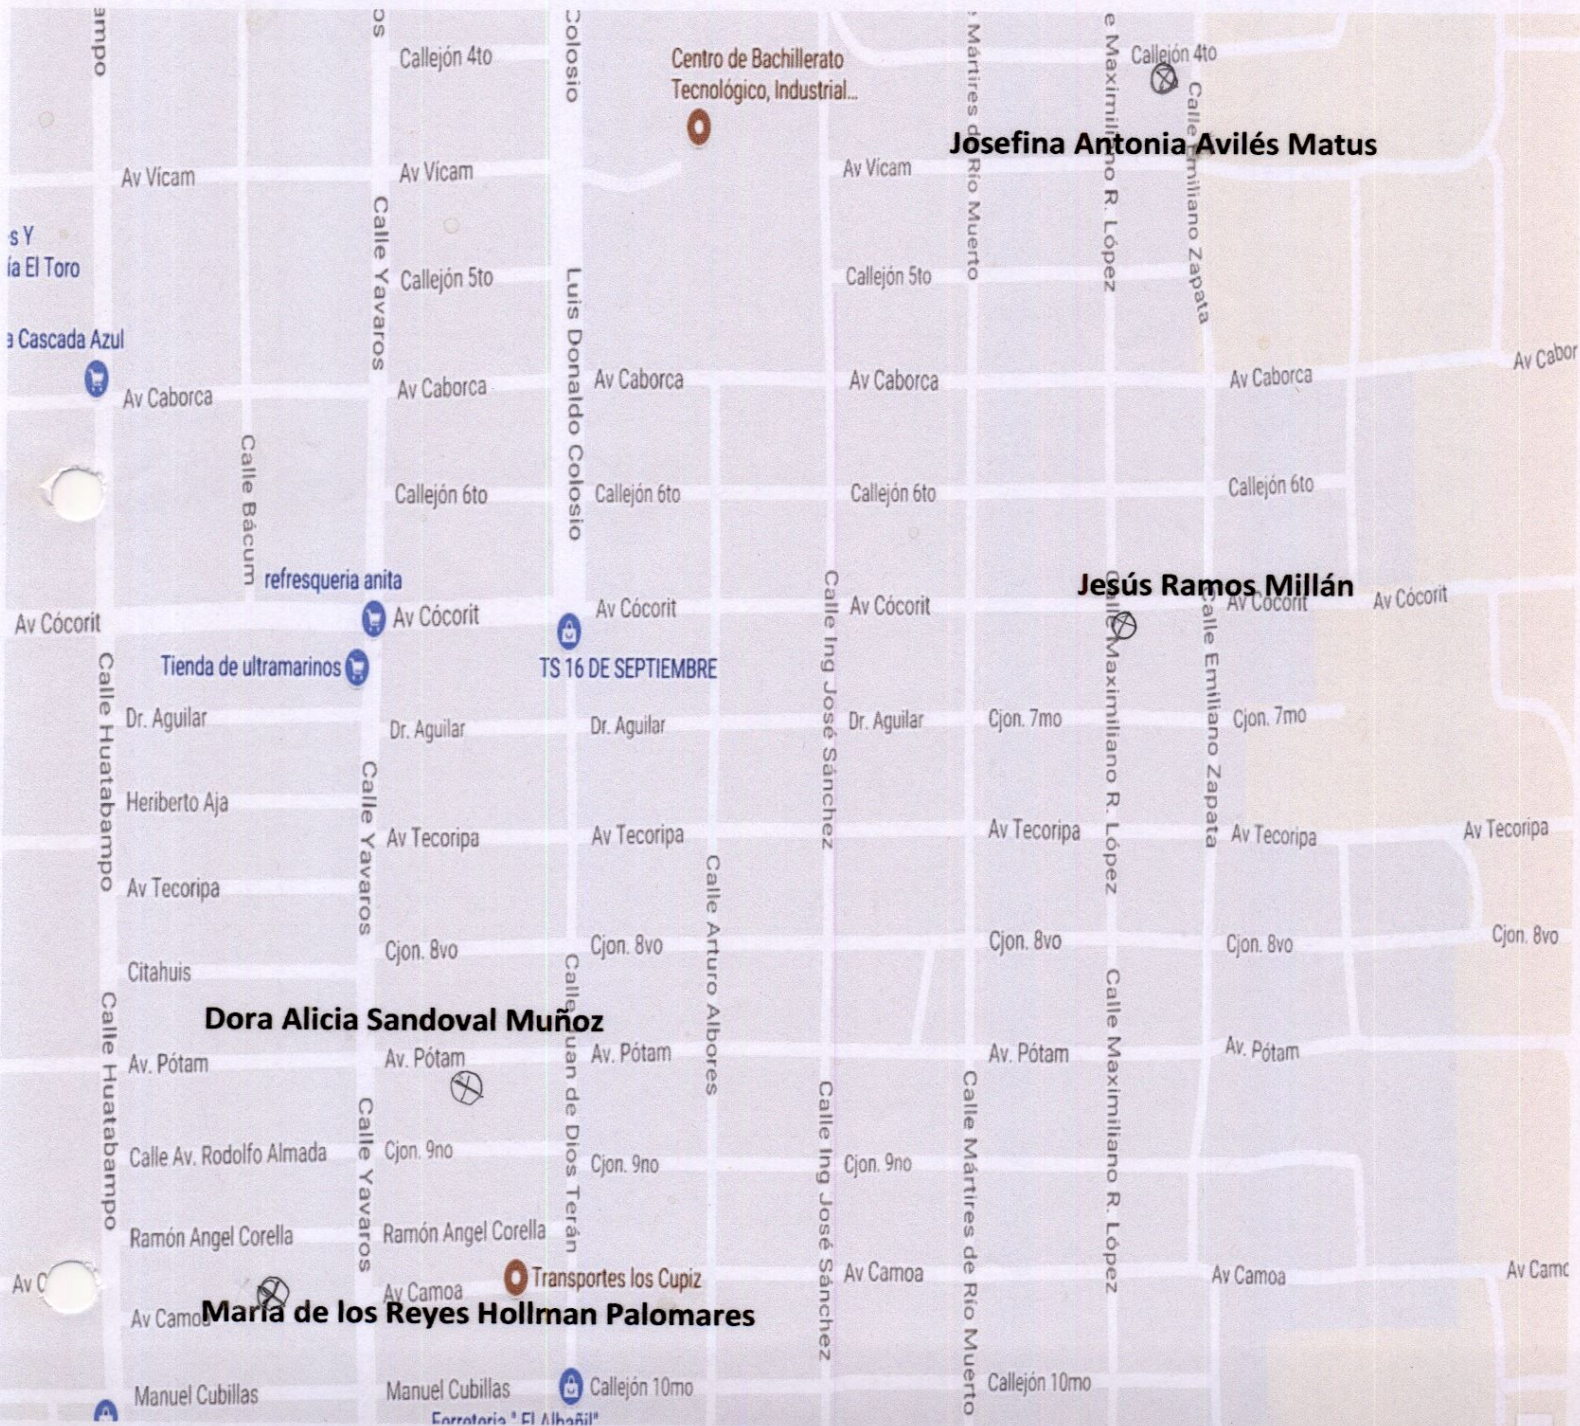 ampo
os
Callejón 4to
Colosio
Centro de Bachillerato
Tecnológico, Industrial...
e Mártires de Río Muerto
e Maximiliano R. López
Callejón 4to
Calle Emiliano Zapata
Josefina Antonia Avilés Matus
Av Vícam
Av Vícam
Av Vícam
s Y
ía El Toro
Calle Yavaros
Callejón 5to
Luis Donaldo Colosio
Callejón 5to
a Cascada Azul
Av Caborca
Av Caborca
Av Caborca
Av Caborca
Av Caborca
Av Cabor
Calle Bácum
Callejón 6to
Callejón 6to
Callejón 6to
Callejón 6to
refresqueria anita
Jesús Ramos Millán
Av Cócorit
Av Cócorit
Av Cócorit
Av Cócorit
Av Cócorit
Av Cócorit
Calle Ing José Sánchez
Calle Maximiliano R. López
Calle Emiliano Zapata
Tienda de ultramarinos
TS 16 DE SEPTIEMBRE
Calle Huatabampo
Dr. Aguilar
Dr. Aguilar
Dr. Aguilar
Dr. Aguilar
Cjon. 7mo
Cjon. 7mo
Heriberto Aja
Calle Yavaros
Av Tecoripa
Av Tecoripa
Av Tecoripa
Av Tecoripa
Av Tecoripa
Av Tecoripa
Calle Arturo Albores
Cjon. 8vo
Cjon. 8vo
Cjon. 8vo
Cjon. 8vo
Cjon. 8vo
Citahuis
Calle Juan de Dios Terán
Calle Maximiliano R. López
Calle Huatabampo
Dora Alicia Sandoval Muñoz
Av. Pótam
Av. Pótam
Av. Pótam
Av. Pótam
Av. Pótam
Calle Yavaros
Calle Ing José Sánchez
Calle Mártires de Río Muerto
Calle Av. Rodolfo Almada
Cjon. 9no
Cjon. 9no
Cjon. 9no
Ramón Angel Corella
Ramón Angel Corella
Av C
Av Camoa
Transportes los Cupiz
Av Camoa
Av Camoa
Av Camo
Av Camoa
María de los Reyes Hollman Palomares
Manuel Cubillas
Manuel Cubillas
Callejón 10mo
Callejón 10mo
Ferretería " El Albañil"